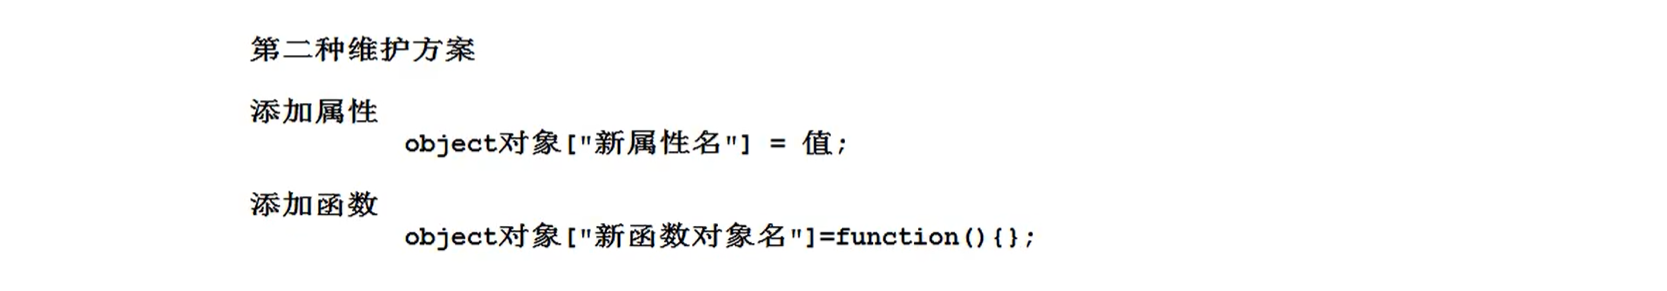 第二种维护方案
添加属性
object对象["新属性名"] = 值;
添加函数
object对象["新函数对象名"]=function(){};